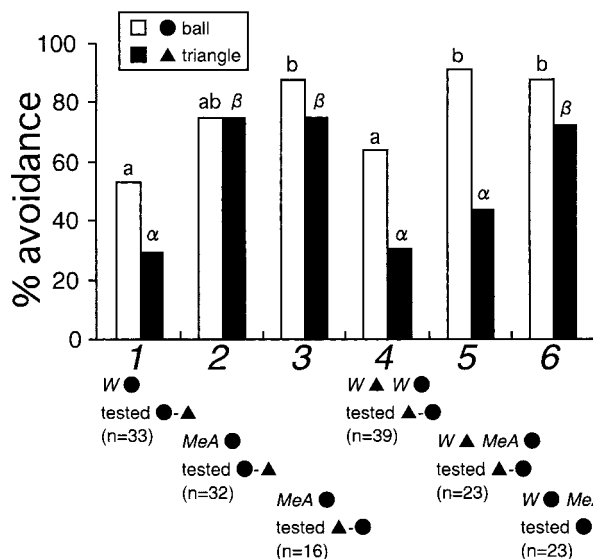 ball
triangle
% avoidance
100
80
60
40
20
0
a α
ab β
b β
a α
b α
b β
1 2 3 4 5 6
W ●
tested ●-▲
(n=33)
MeA ●
tested ●-▲
(n=32)
MeA ●
tested ▲-●
(n=16)
W ▲ W ●
tested ▲-●
(n=39)
W ▲ MeA ●
tested ▲-●
(n=23)
W ●
tested ●
(n=23)